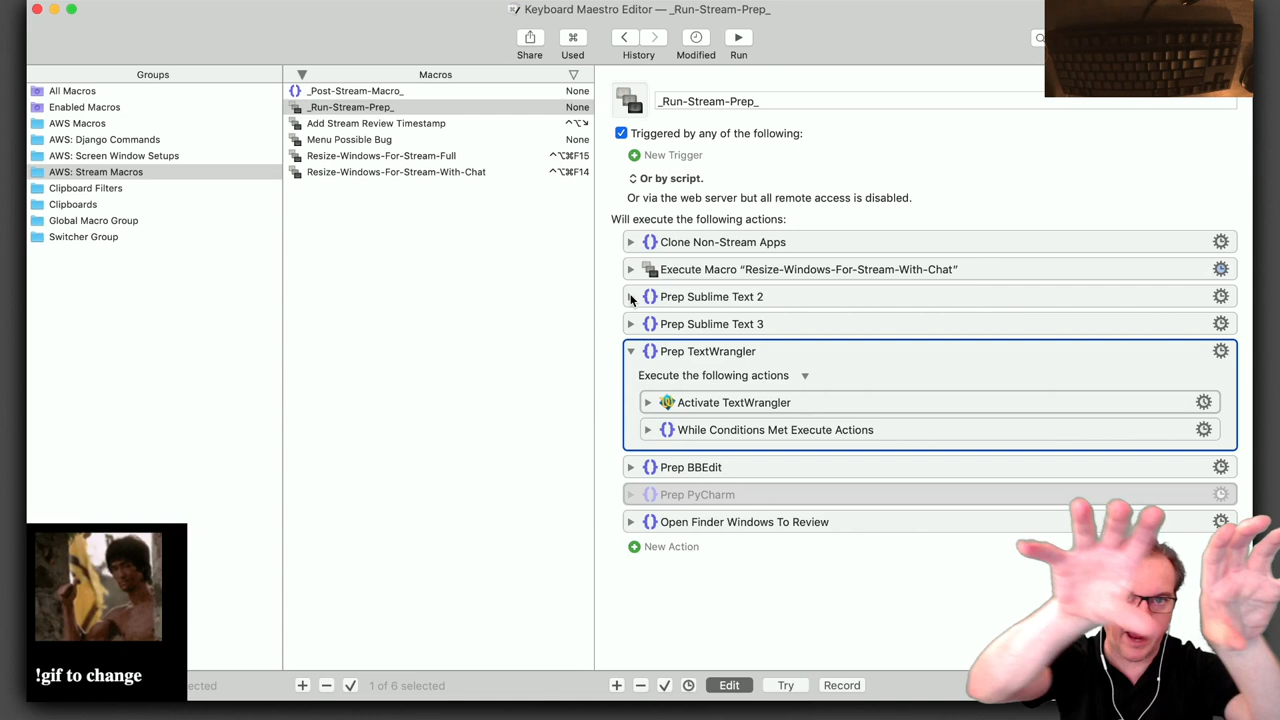 Keyboard Maestro Editor — _Run-Stream-Prep_
Share
Used
History
Modified
Run
Groups
All Macros
Enabled Macros
AWS Macros
AWS: Django Commands
AWS: Screen Window Setups
AWS: Stream Macros
Clipboard Filters
Clipboards
Global Macro Group
Switcher Group
Macros
_Post-Stream-Macro_ None
_Run-Stream-Prep_ None
Add Stream Review Timestamp ^⌥↘
Menu Possible Bug None
Resize-Windows-For-Stream-Full ^⌥⌘F15
Resize-Windows-For-Stream-With-Chat ^⌥⌘F14
_Run-Stream-Prep_
Triggered by any of the following:
New Trigger
Or by script.
Or via the web server but all remote access is disabled.
Will execute the following actions:
Clone Non-Stream Apps
Execute Macro “Resize-Windows-For-Stream-With-Chat”
Prep Sublime Text 2
Prep Sublime Text 3
Prep TextWrangler
Execute the following actions
Activate TextWrangler
While Conditions Met Execute Actions
Prep BBEdit
Prep PyCharm
Open Finder Windows To Review
New Action
!gif to change
ected
1 of 6 selected
Edit
Try
Record